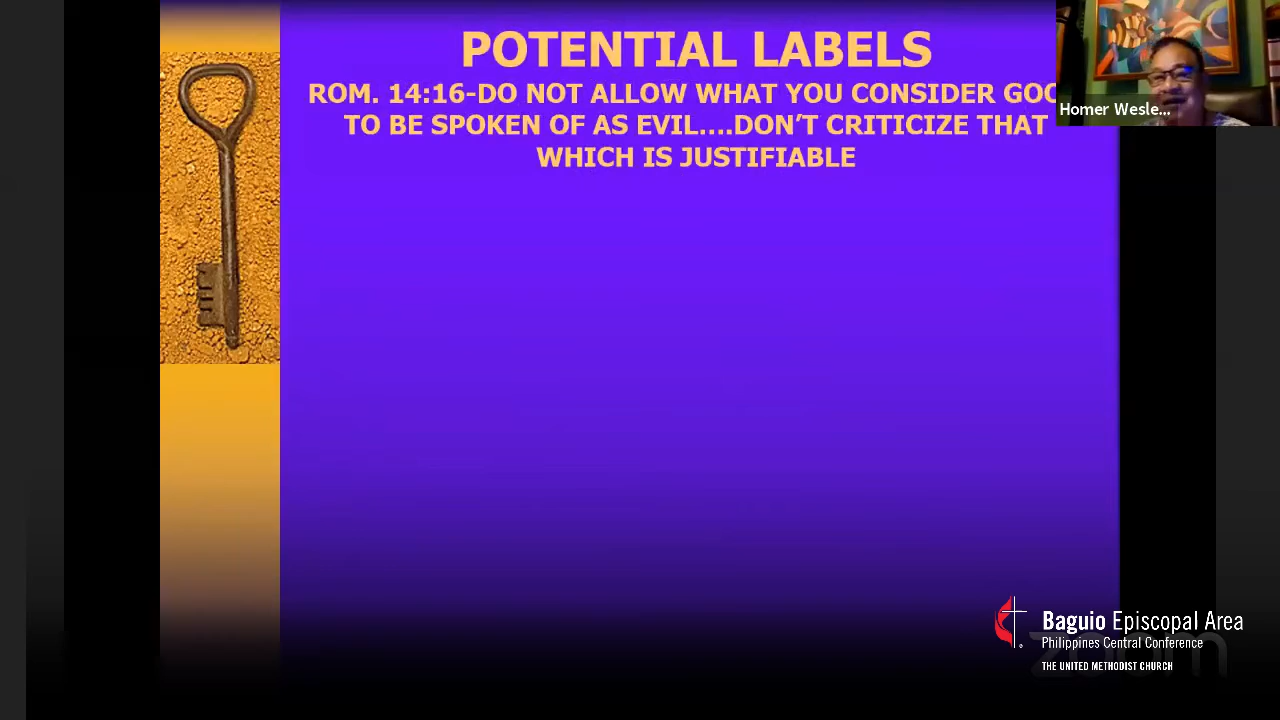 POTENTIAL LABELS
ROM. 14:16-DO NOT ALLOW WHAT YOU CONSIDER
TO BE SPOKEN OF AS EVIL....DON'T CRITICIZE THAT
WHICH IS JUSTIFIABLE
Homer Wesle...
Baguio Episcopal Area
Philippines Central Conference
THE UNITED METHODIST CHURCH
zoom